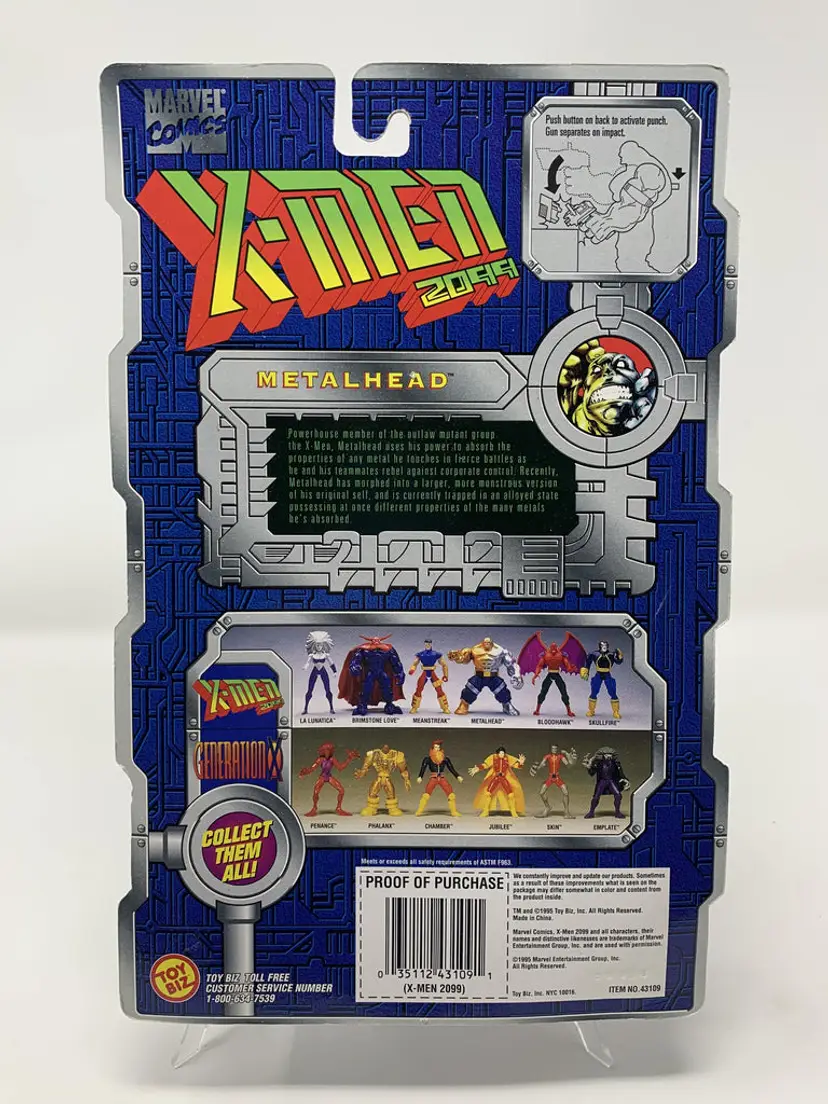 MARVEL
COMICS
Push button on back to activate punch.
Gun separates on impact.
X-MEN
2099
METALHEAD™
Powerhouse member of the outlaw mutant group
the X-Men, Metalhead uses his power to absorb the
properties of any metal he touches in fierce battles as
he and his teammates rebel against corporate control. Recently,
Metalhead has morphed into a larger, more monstrous version
of his original self, and is currently trapped in an alloyed state
possessing at once different properties of the many metals
he's absorbed.
X-MEN
2099
LA LUNATICA™ BRIMSTONE LOVE™ MEANSTREAK™ METALHEAD™ BLOODHAWK™ SKULLFIRE™
GENERATION X
PENANCE™ PHALANX™ CHAMBER™ JUBILEE™ SKIN™ EMPLATE™
COLLECT
THEM
ALL!
Meets or exceeds all safety requirements of ASTM F963.
PROOF OF PURCHASE
0 35112 43109 1
(X-MEN 2099)
We constantly improve and update our products. Sometimes
as a result of these improvements what is seen on the
package may differ somewhat in color and content from
the product inside.
TM and ©1995 Toy Biz, Inc. All Rights Reserved.
Made in China.
Marvel Comics, X-Men 2099 and all characters, their
names and distinctive likenesses are trademarks of Marvel
Entertainment Group, Inc. and are used with permission.
©1995 Marvel Entertainment Group, Inc.
All Rights Reserved.
Toy Biz, Inc. NYC 10016. ITEM NO. 43109
TOY
BIZ
TOY BIZ TOLL FREE
CUSTOMER SERVICE NUMBER
1-800-634-7539